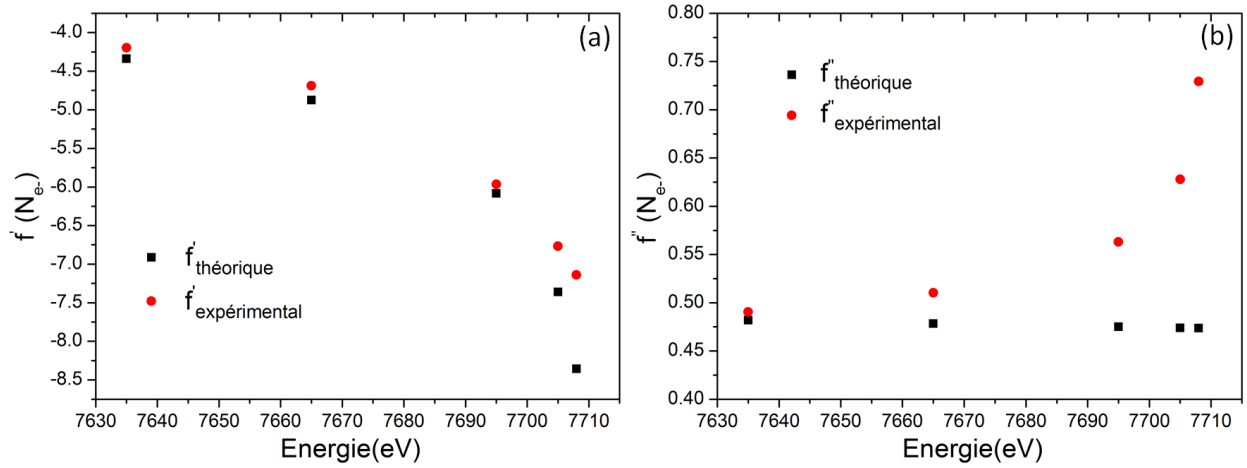 (a)
-4.0
-4.5
-5.0
-5.5
-6.0
-6.5
-7.0
-7.5
-8.0
-8.5
f' (Ne-)
f'théorique
f'expérimental
7630 7640 7650 7660 7670 7680 7690 7700 7710
Energie(eV)
(b)
0.80
0.75
0.70
0.65
0.60
0.55
0.50
0.45
0.40
f'' (Ne-)
f''théorique
f''expérimental
7630 7640 7650 7660 7670 7680 7690 7700 7710
Energie(eV)